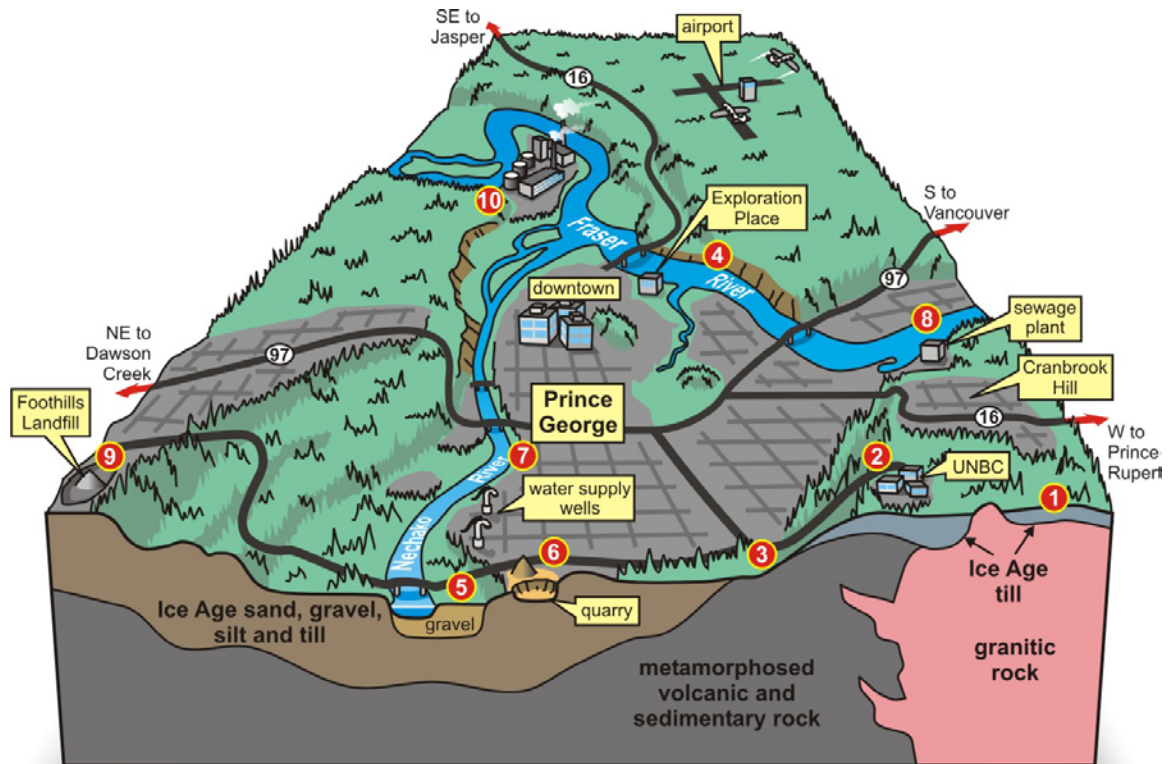 SE to
Jasper
airport
16
10
Exploration
Place
S to
Vancouver
Fraser
4
River
97
downtown
8
sewage
plant
NE to
Dawson
Creek
97
Cranbrook
Hill
Foothills
Landfill
Prince
George
16
W to
Prince
Rupert
9
7
2
UNBC
River
water supply
wells
1
Nechako
6
3
5
Ice Age
till
Ice Age sand, gravel,
silt and till
gravel
quarry
granitic
rock
metamorphosed
volcanic and
sedimentary rock